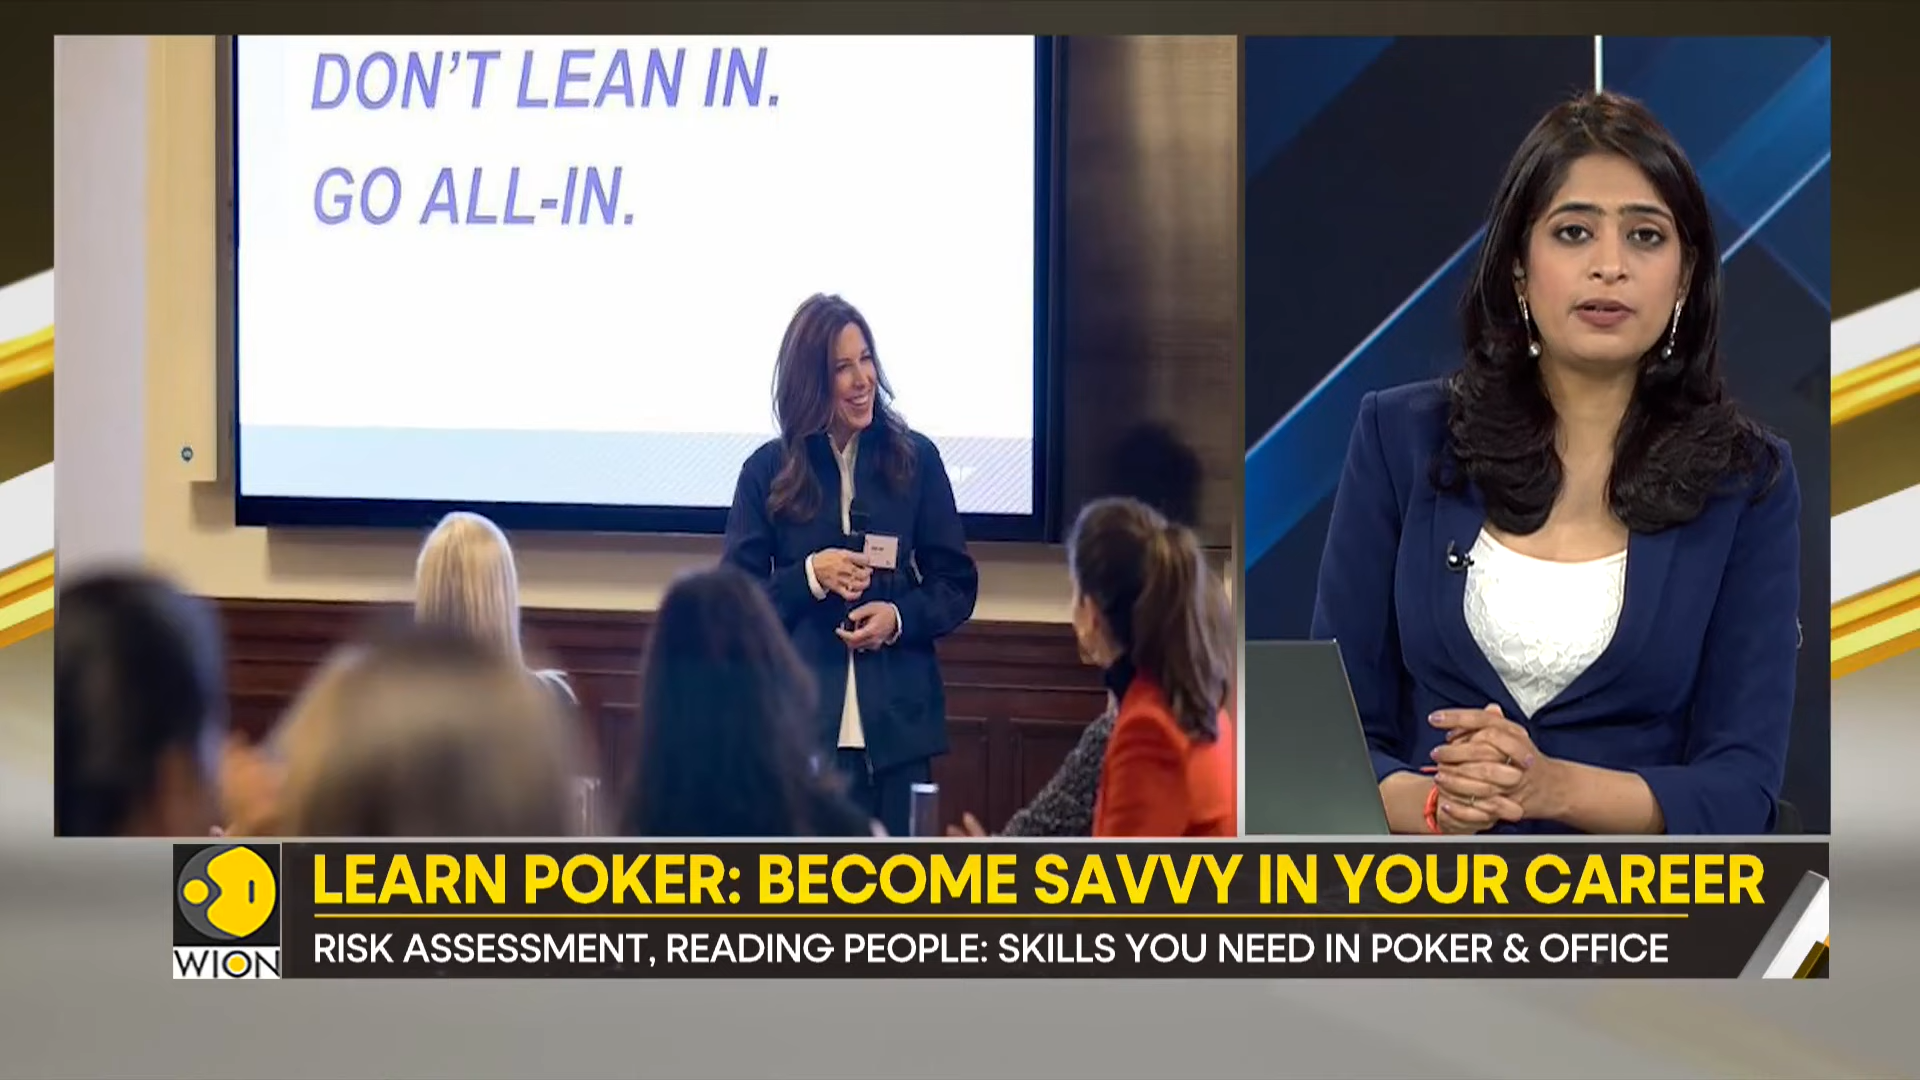 DON'T LEAN IN.
GO ALL-IN.
LEARN POKER: BECOME SAVVY IN YOUR CAREER
RISK ASSESSMENT, READING PEOPLE: SKILLS YOU NEED IN POKER & OFFICE
WION